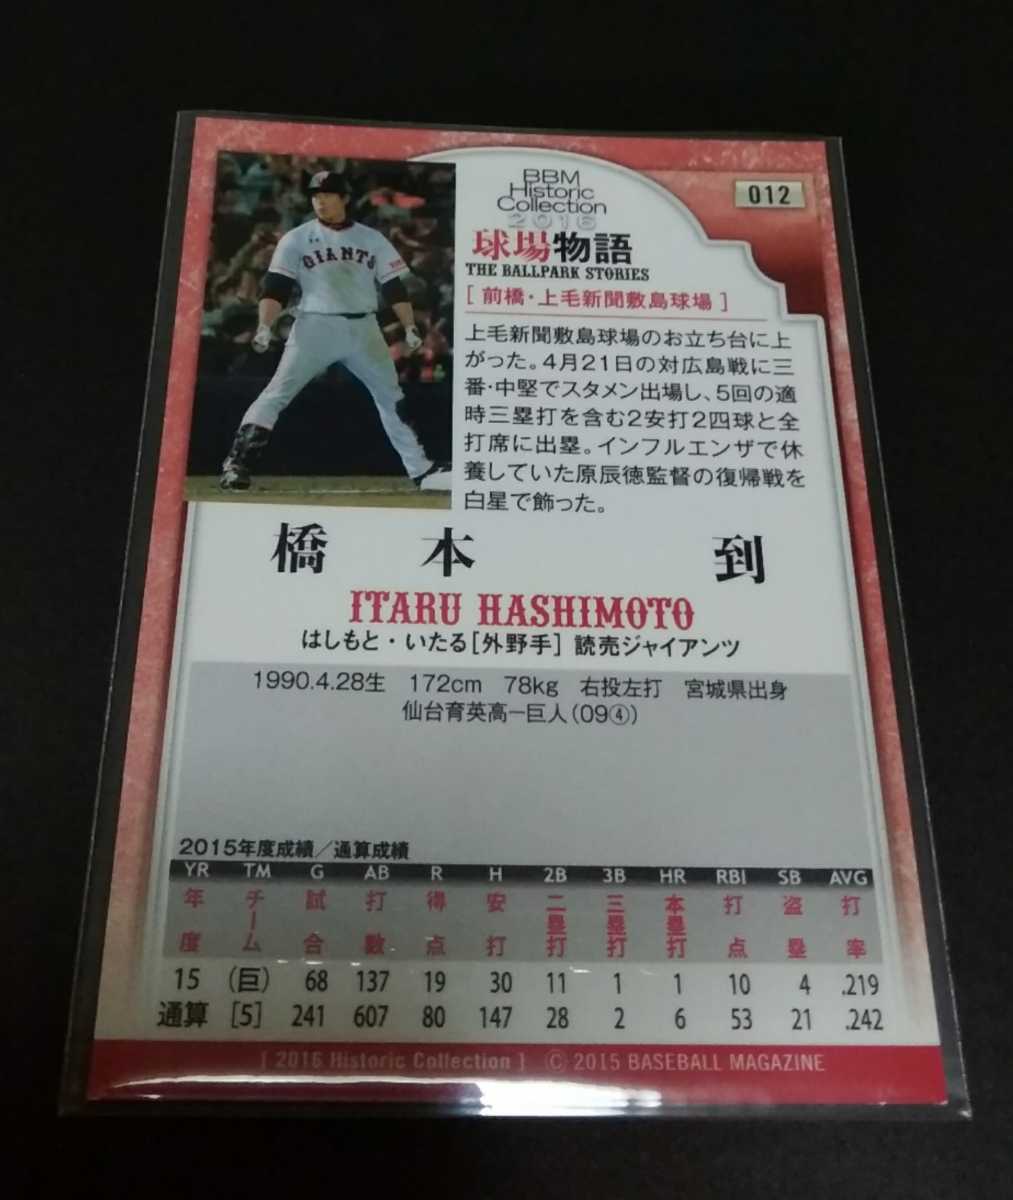 GIANTS
BBM
Historic
Collection
2016
012
球場物語
THE BALLPARK STORIES
[ 前橋・上毛新聞敷島球場 ]
上毛新聞敷島球場のお立ち台に上
がった。4月21日の対広島戦に三
番・中堅でスタメン出場し、5回の適
時三塁打を含む2安打2四球と全
打席に出塁。インフルエンザで休
養していた原辰徳監督の復帰戦を
白星で飾った。
橋本 到
ITARU HASHIMOTO
はしもと・いたる[外野手] 読売ジャイアンツ
1990.4.28生 172cm 78kg 右投左打 宮城県出身
仙台育英高ー巨人(09④)
2015年度成績／通算成績
YR TM G AB R H 2B 3B HR RBI SB AVG
年度 チーム 試合 打数 得点 安打 二塁打 三塁打 本塁打 打点 盗塁 打率
15 (巨) 68 137 19 30 11 1 1 10 4 .219
通算 [5] 241 607 80 147 28 2 6 53 21 .242
[ 2016 Historic Collection ] © 2015 BASEBALL MAGAZINE